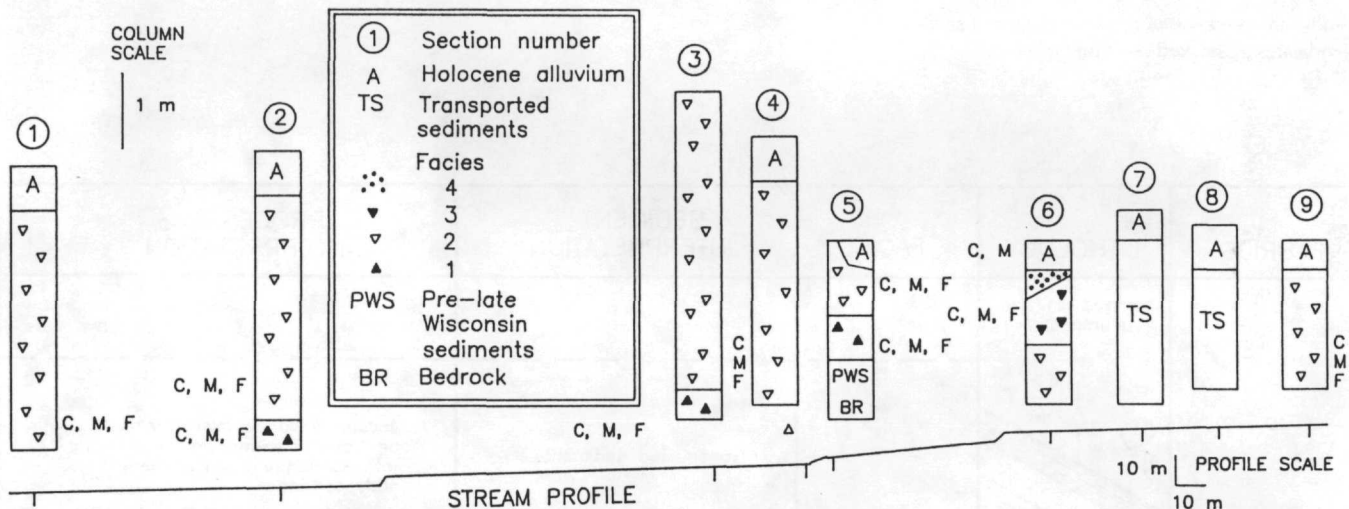 COLUMN
SCALE
1 m
1 Section number
A Holocene alluvium
TS Transported
sediments
Facies
4
3
2
1
PWS Pre-late
Wisconsin
sediments
BR Bedrock
1
A
C, M, F
2
A
C, M, F
C, M, F
3
C
M
F
C, M, F
4
A
5
A
C, M, F
C, M, F
PWS
BR
6
C, M
A
C, M, F
7
A
TS
8
A
TS
9
A
C
M
F
STREAM PROFILE
10 m
PROFILE SCALE
10 m